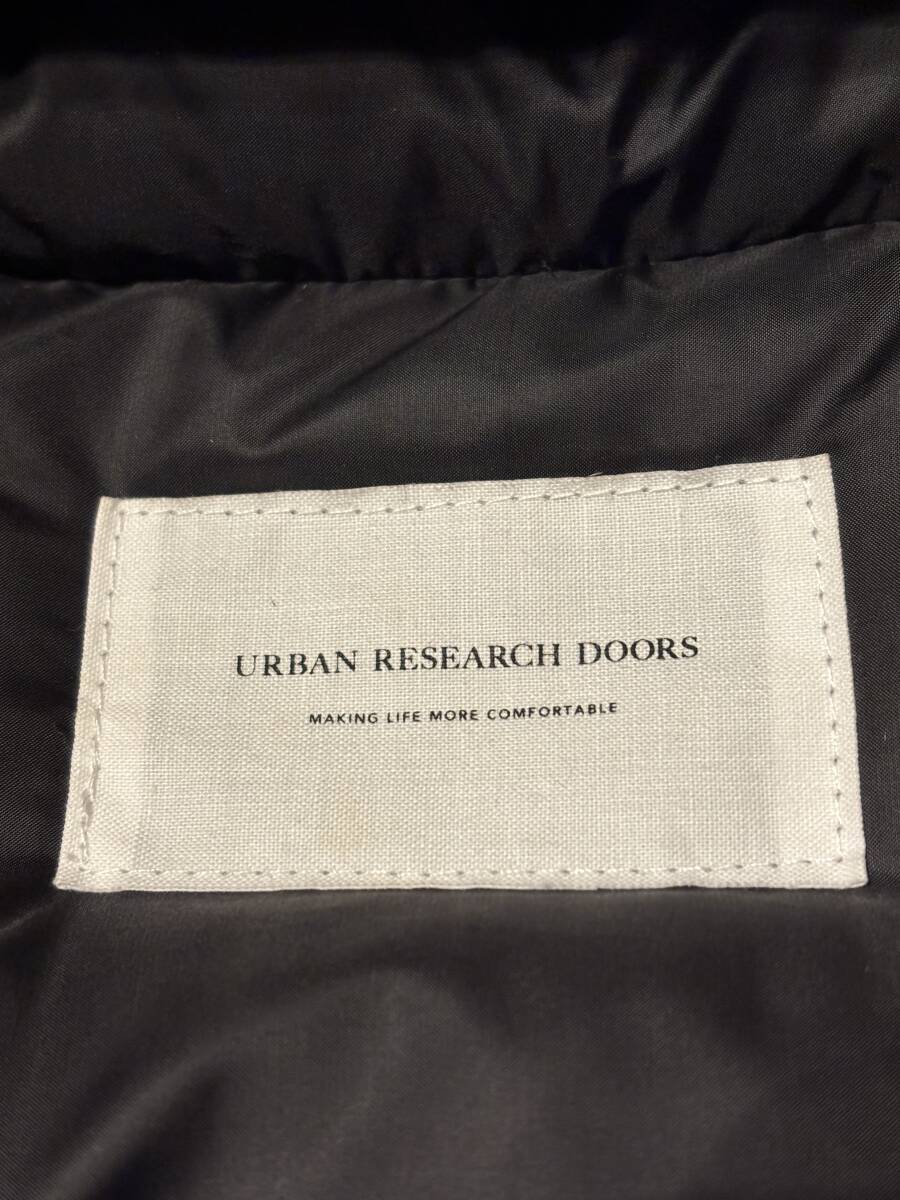 URBAN RESEARCH DOORS
MAKING LIFE MORE COMFORTABLE